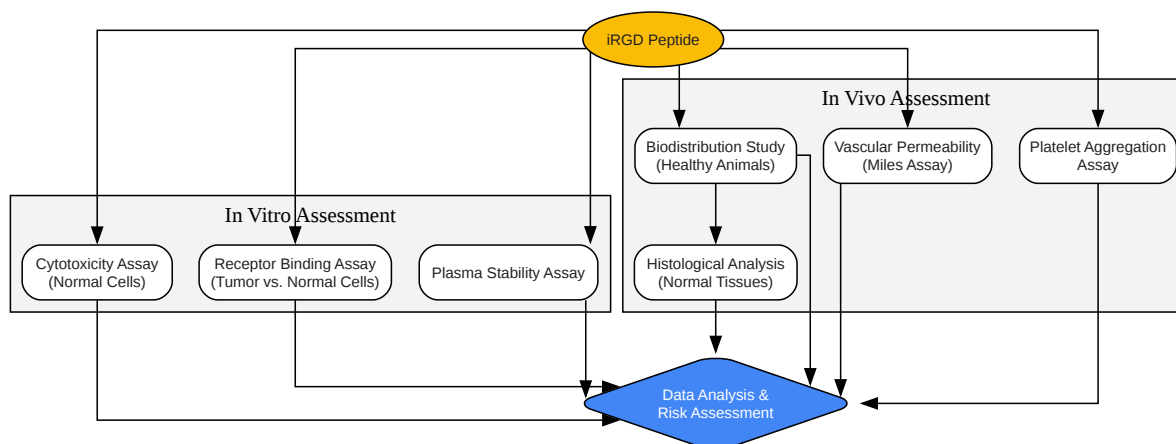 iRGD Peptide
In Vivo Assessment
Biodistribution Study
(Healthy Animals)
Vascular Permeability
(Miles Assay)
Platelet Aggregation
Assay
In Vitro Assessment
Cytotoxicity Assay
(Normal Cells)
Receptor Binding Assay
(Tumor vs. Normal Cells)
Plasma Stability Assay
Histological Analysis
(Normal Tissues)
Data Analysis &
Risk Assessment